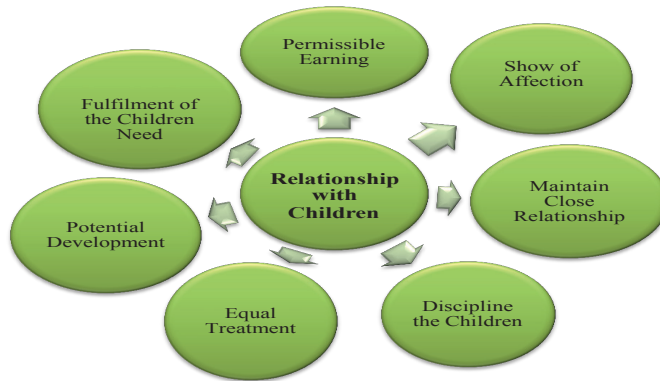 Permissible
Earning
Show of
Affection
Fulfilment of
the Children
Need
Relationship
with
Children
Maintain
Close
Relationship
Potential
Development
Equal
Treatment
Discipline
the Children